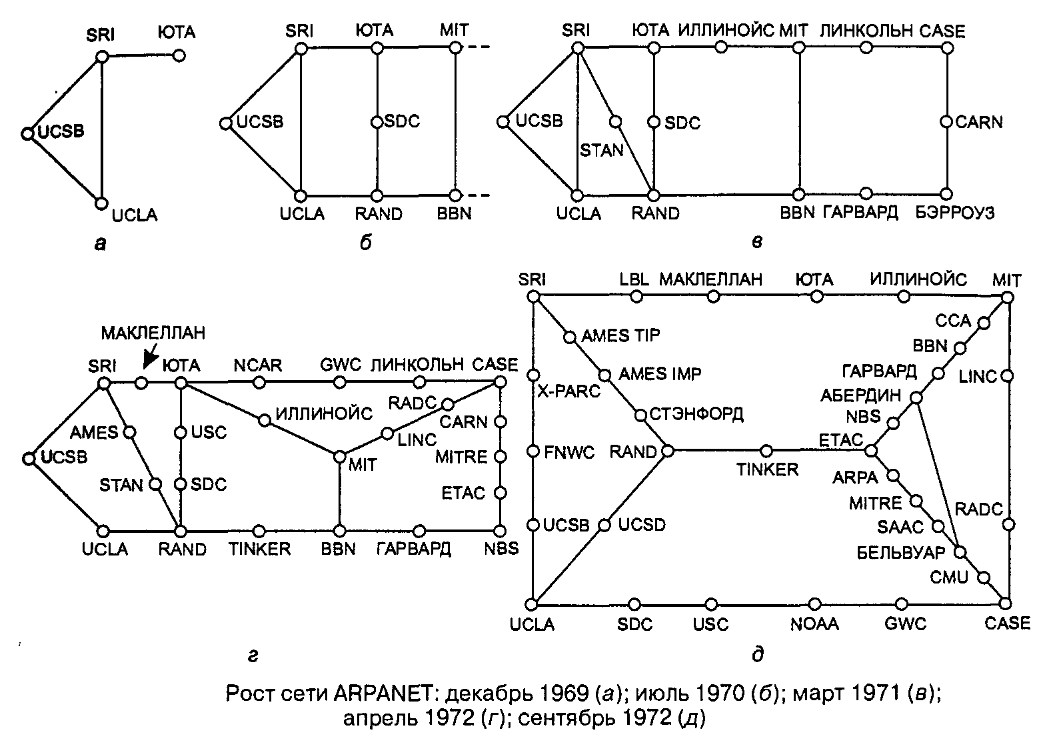 SRI ЮТА
UCSB
UCLA
а
SRI ЮТА MIT
UCSB SDC
UCLA RAND BBN
б
SRI ЮТА ИЛЛИНОЙС MIT ЛИНКОЛЬН CASE
UCSB SDC CARN
STAN
UCLA RAND BBN ГАРВАРД БЭРРОУЗ
в
МАКЛЕЛЛАН
SRI ЮТА NCAR GWC ЛИНКОЛЬН CASE
ИЛЛИНОЙС RADC
AMES USC LINC CARN
UCSB MIT MITRE
STAN SDC ETAC
UCLA RAND TINKER BBN ГАРВАРД NBS
г
SRI LBL МАКЛЕЛЛАН ЮТА ИЛЛИНОЙС MIT
CCA
AMES TIP BBN
X-PARC AMES IMP ГАРВАРД LINC
АБЕРДИН
СТЭНФОРД NBS
FNWC RAND TINKER ETAC
ARPA
MITRE
UCSB UCSD SAAC RADC
БЕЛЬВУАР
CMU
UCLA SDC USC NOAA GWC CASE
д
Рост сети ARPANET: декабрь 1969 (а); июль 1970 (б); март 1971 (в);
апрель 1972 (г); сентябрь 1972 (д)